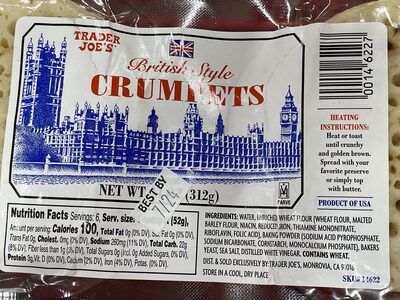 TRADER JOE'S
British Style
CRUMPETS
NET WT. (312g)
BEST BY
7/24
00014622
HEATING INSTRUCTIONS:
Heat or toast
until crunchy
and golden brown.
Spread with your
favorite preserve
or simply top
with butter.
PRODUCT OF USA
SKU# 14622
Nutrition Facts Servings: 6, Serv. size: (52g),
Amt. per serving: Calories 100, Total Fat 0g (0% DV), Sat. Fat 0g (0% DV),
Trans Fat 0g, Cholest. 0mg (0% DV), Sodium 260mg (11% DV), Total Carb. 22g
(8% DV), Fiber less than 1g (3% DV), Total Sugars 0g (Incl. 0g Added Sugars, 0% DV),
Protein 3g, Vit. D (0% DV), Calcium (2% DV), Iron (4% DV), Potas. (0% DV).
INGREDIENTS: WATER, ENRICHED WHEAT FLOUR (WHEAT FLOUR, MALTED
BARLEY FLOUR, NIACIN, REDUCED IRON, THIAMINE MONONITRATE,
RIBOFLAVIN, FOLIC ACID), BAKING POWDER (SODIUM ACID PYROPHOSPHATE,
SODIUM BICARBONATE, CORNSTARCH, MONOCALCIUM PHOSPHATE), BAKERS
YEAST, SEA SALT, DISTILLED WHITE VINEGAR. CONTAINS WHEAT.
DIST. & SOLD EXCLUSIVELY BY: TRADER JOE'S, MONROVIA, CA 91016
STORE IN A COOL, DRY PLACE